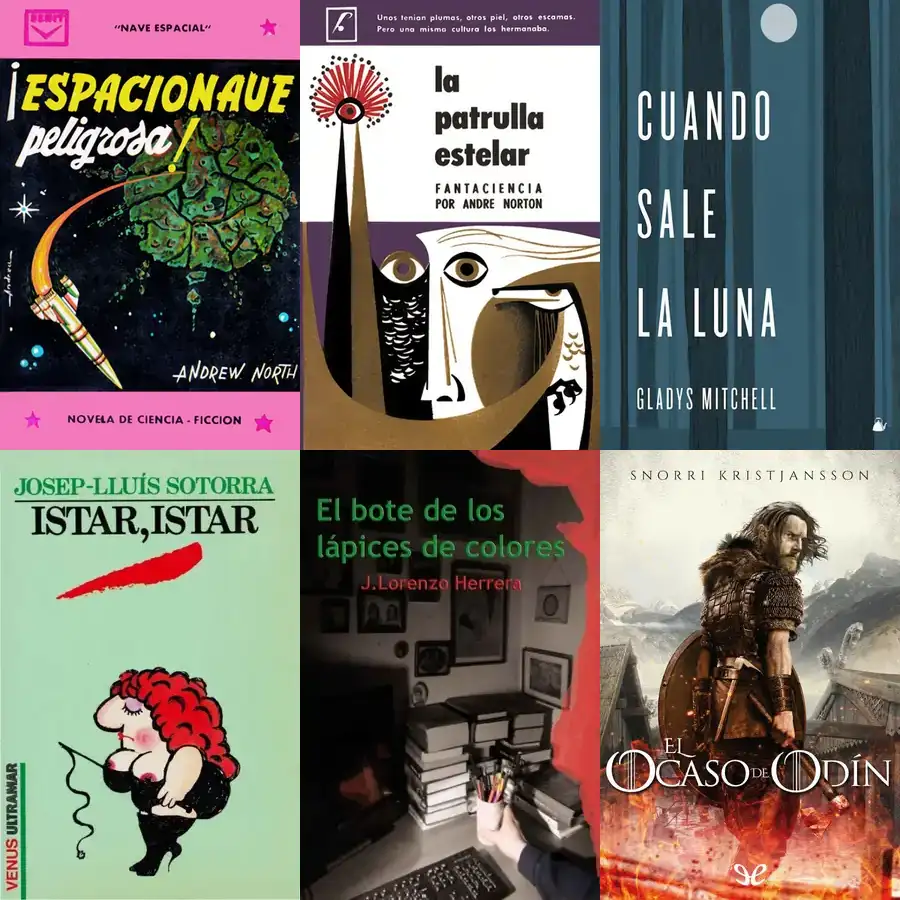 "NAVE ESPACIAL"
¡ESPACIONAVE
peligrosa!
ANDREW NORTH
NOVELA DE CIENCIA - FICCION
Unos tenían plumas, otros piel, otros escamas.
Pero una misma cultura los hermanaba.
la
patrulla
estelar
FANTACIENCIA
POR ANDRE NORTON
CUANDO
SALE
LA LUNA
GLADYS MITCHELL
JOSEP-LLUÍS SOTORRA
ISTAR, ISTAR
VENUS ULTRAMAR
El bote de los
lápices de colores
J.Lorenzo Herrera
SNORRI KRISTJANSSON
EL
OCASO DE ODÍN